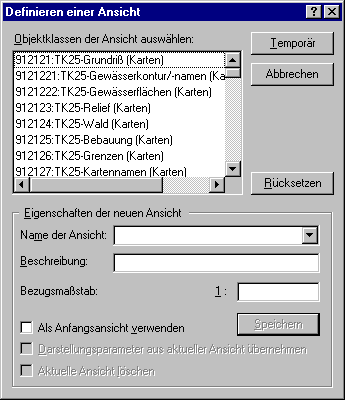 Definieren einer Ansicht
Objektklassen der Ansicht auswählen:
912121:TK25-Grundriß (Karten)
9121221:TK25-Gewässerkontur/-namen (Ka
9121222:TK25-Gewässerflächen (Karten)
912123:TK25-Relief (Karten)
912124:TK25-Wald (Karten)
912125:TK25-Bebauung (Karten)
912126:TK25-Grenzen (Karten)
912127:TK25-Kartennamen (Karten)
Temporär
Abbrechen
Rücksetzen
Eigenschaften der neuen Ansicht
Name der Ansicht:
Beschreibung:
Bezugsmaßstab: 1 :
Als Anfangsansicht verwenden
Speichern
Darstellungsparameter aus aktueller Ansicht übernehmen
Aktuelle Ansicht löschen